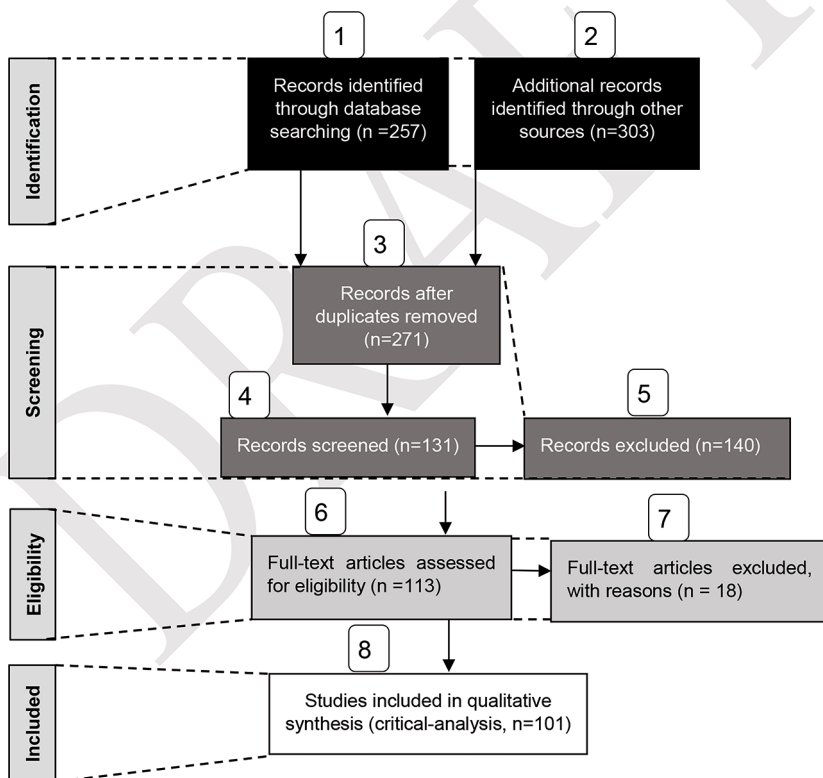 1
2
Identification
Records identified
through database
searching (n =257)
Additional records
identified through other
sources (n=303)
3
Screening
Records after
duplicates removed
(n=271)
4
5
Records screened (n=131)
Records excluded (n=140)
6
7
Eligibility
Full-text articles assessed
for eligibility (n =113)
Full-text articles excluded,
with reasons (n = 18)
8
Included
Studies included in qualitative
synthesis (critical-analysis, n=101)
DRAFT